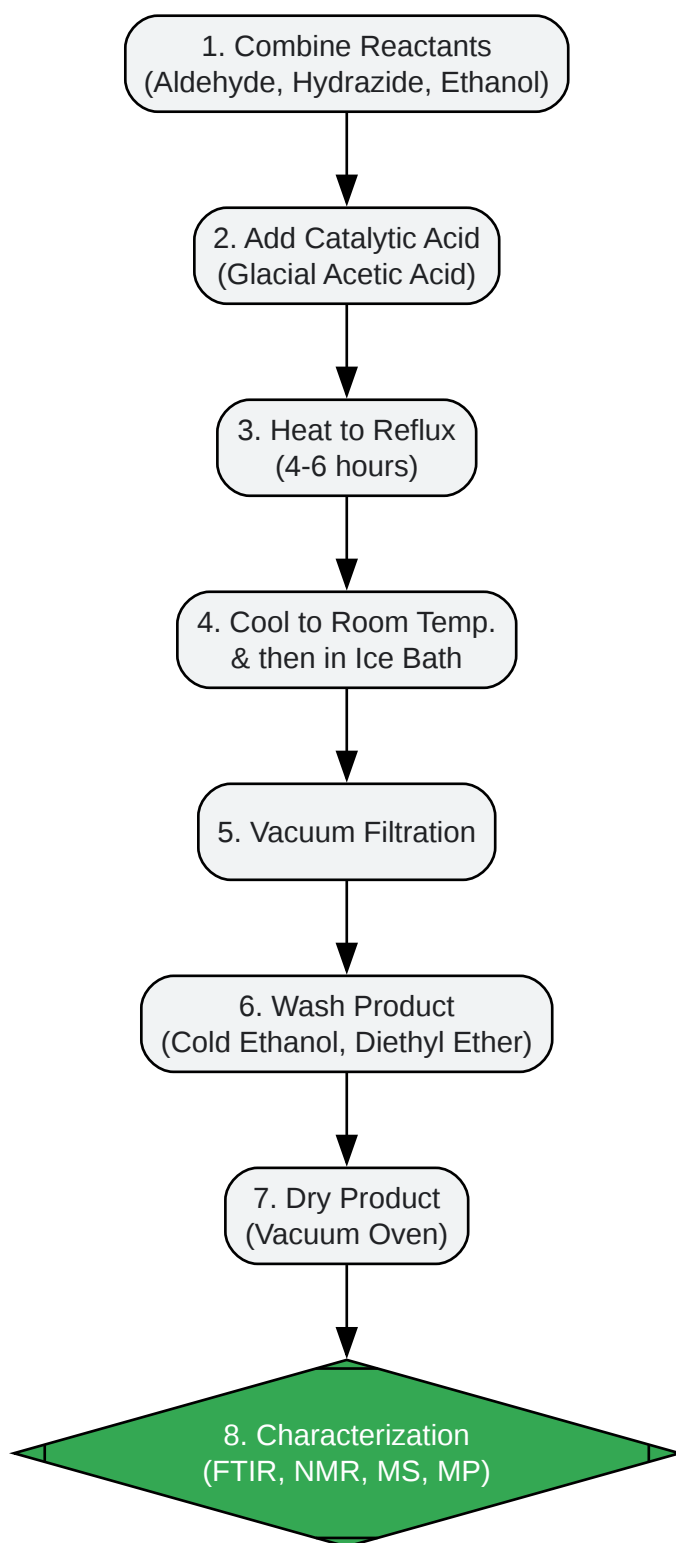 1. Combine Reactants
(Aldehyde, Hydrazide, Ethanol)
2. Add Catalytic Acid
(Glacial Acetic Acid)
3. Heat to Reflux
(4-6 hours)
4. Cool to Room Temp.
& then in Ice Bath
5. Vacuum Filtration
6. Wash Product
(Cold Ethanol, Diethyl Ether)
7. Dry Product
(Vacuum Oven)
8. Characterization
(FTIR, NMR, MS, MP)